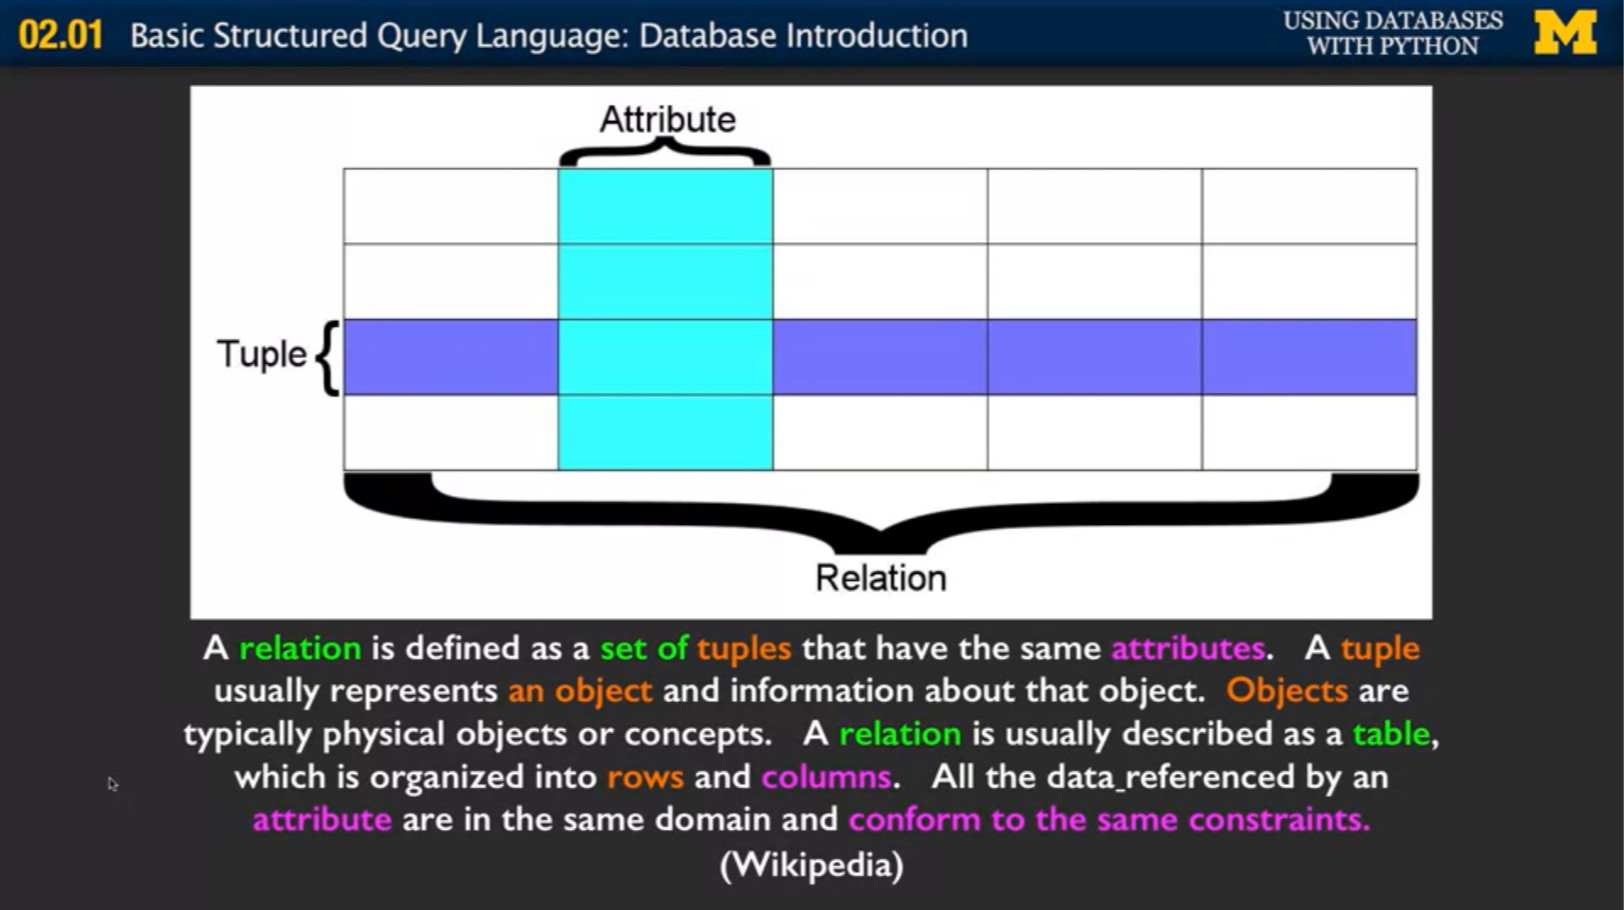 02.01 Basic Structured Query Language: Database Introduction
USING DATABASES
WITH PYTHON
M
Attribute
Tuple
Relation
A relation is defined as a set of tuples that have the same attributes. A tuple
usually represents an object and information about that object. Objects are
typically physical objects or concepts. A relation is usually described as a table,
which is organized into rows and columns. All the data_referenced by an
attribute are in the same domain and conform to the same constraints.
(Wikipedia)